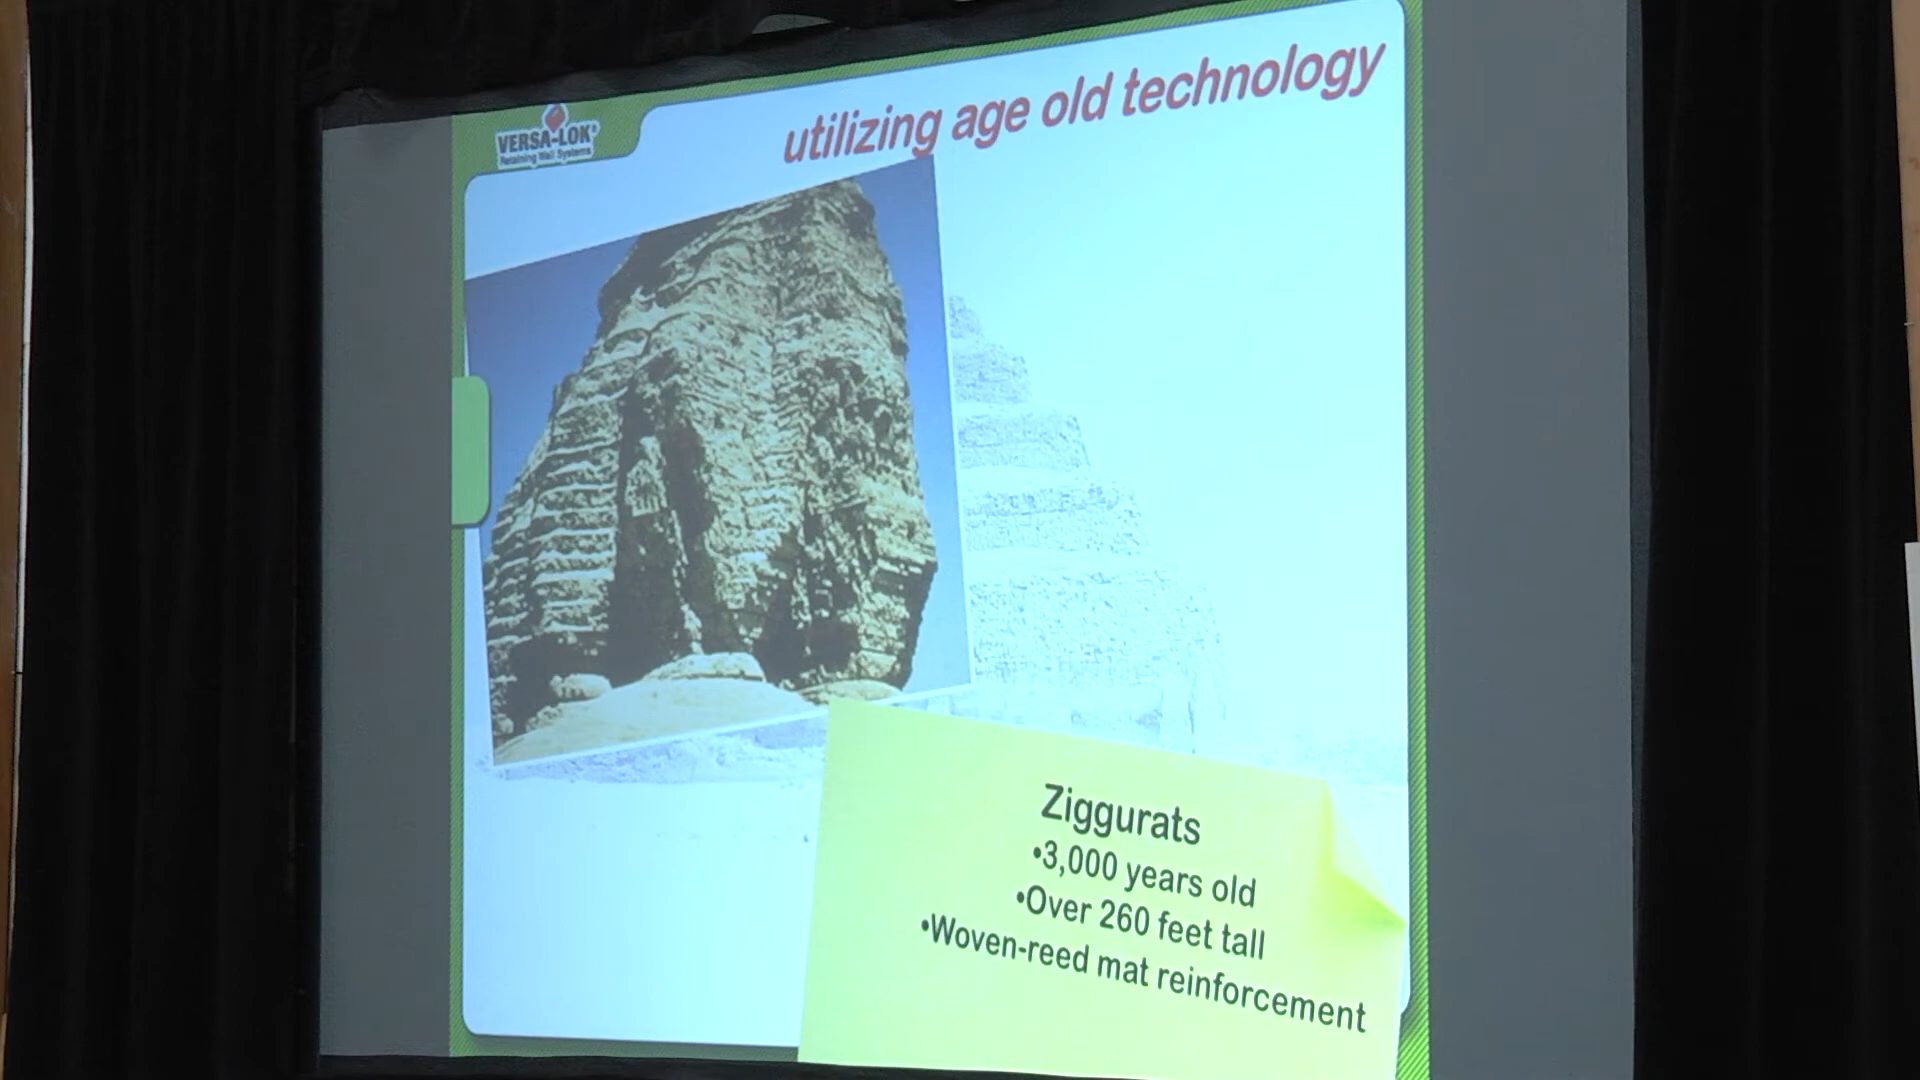 utilizing age old technology
VERSA-LOK®
Retaining Wall Systems
Ziggurats
•3,000 years old
•Over 260 feet tall
•Woven-reed mat reinforcement